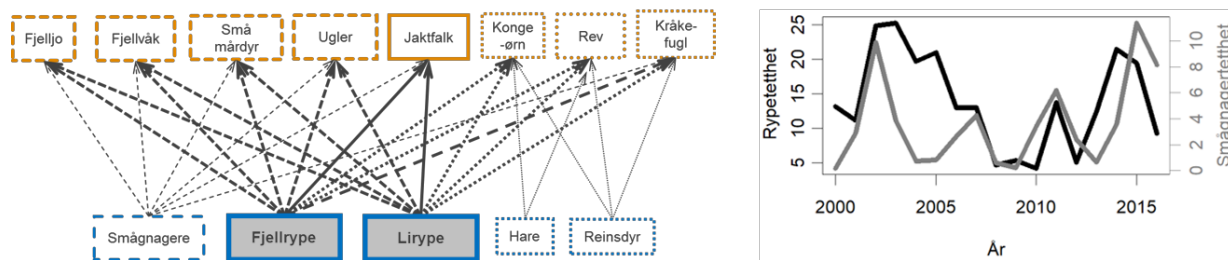 Fjelljo
Fjellvåk
Små
mårdyr
Ugler
Jaktfalk
Konge
-ørn
Rev
Kråke-
fugl
Smågnagere
Fjellrype
Lirype
Hare
Reinsdyr
Rypetetthet
25
20
15
10
5
2000
2005
2010
2015
År
10
8
6
4
2
0
Smågnagertetthet